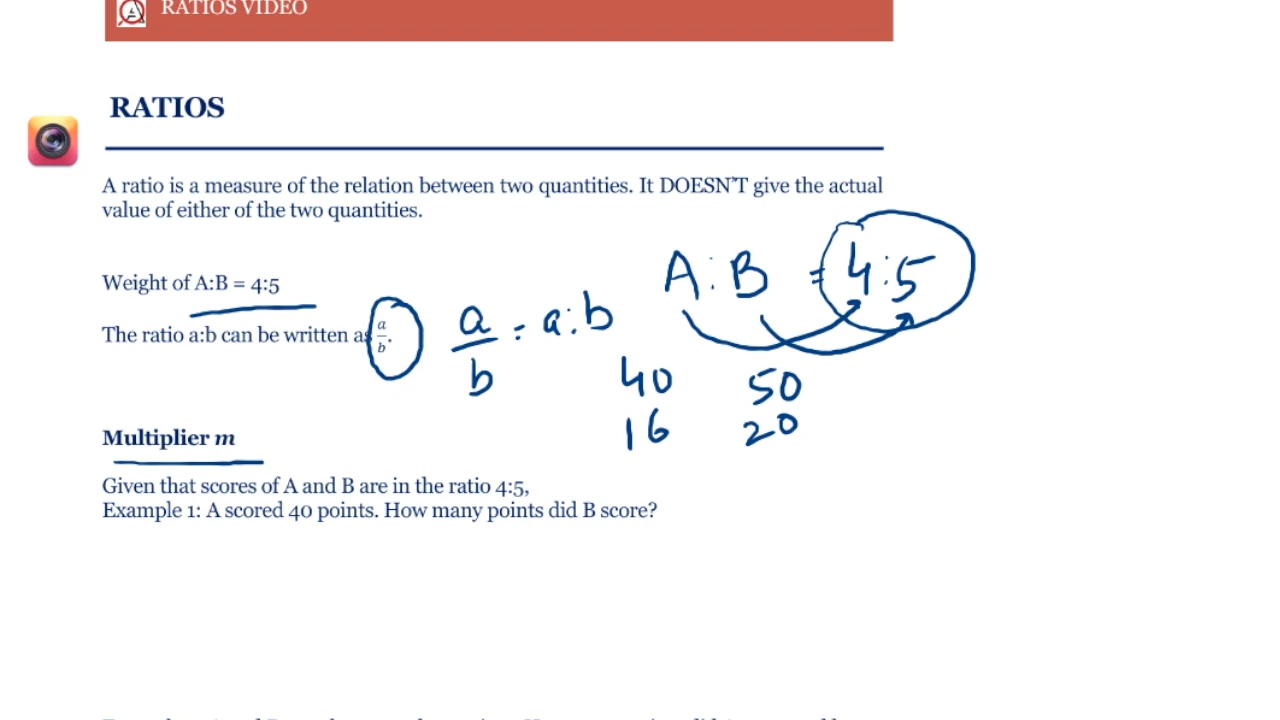 RATIOS VIDEO
RATIOS
A ratio is a measure of the relation between two quantities. It DOESN'T give the actual
value of either of the two quantities.
A:B = 4:5
Weight of A:B = 4:5
The ratio a:b can be written as a/b.
a/b = a:b
40 50
16 20
Multiplier m
Given that scores of A and B are in the ratio 4:5,
Example 1: A scored 40 points. How many points did B score?